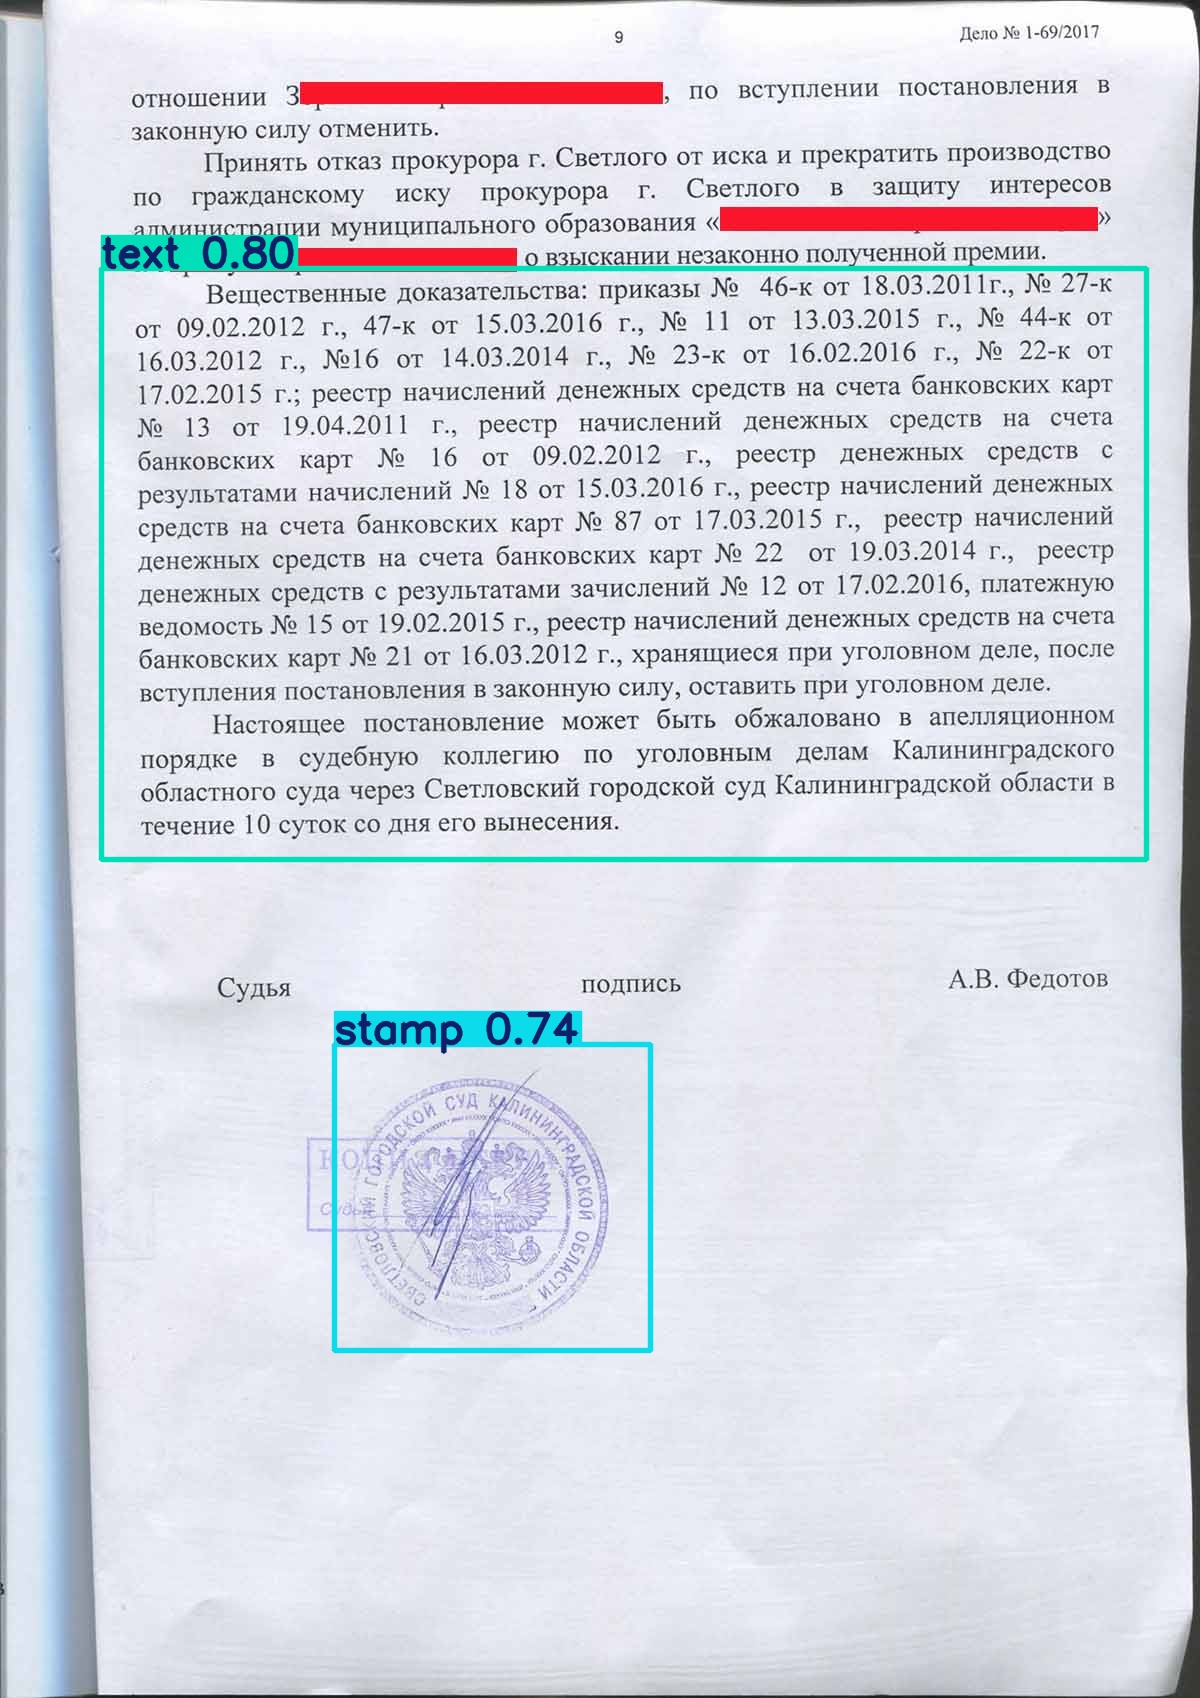 9
Дело № 1-69/2017
отношении З , по вступлении постановления в
законную силу отменить.
Принять отказ прокурора г. Светлого от иска и прекратить производство
по гражданскому иску прокурора г. Светлого в защиту интересов
администрации муниципального образования « »
text 0.80
о взыскании незаконно полученной премии.
Вещественные доказательства: приказы № 46-к от 18.03.2011г., № 27-к
от 09.02.2012 г., 47-к от 15.03.2016 г., № 11 от 13.03.2015 г., № 44-к от
16.03.2012 г., №16 от 14.03.2014 г., № 23-к от 16.02.2016 г., № 22-к от
17.02.2015 г.; реестр начислений денежных средств на счета банковских карт
№ 13 от 19.04.2011 г., реестр начислений денежных средств на счета
банковских карт № 16 от 09.02.2012 г., реестр денежных средств с
результатами начислений № 18 от 15.03.2016 г., реестр начислений денежных
средств на счета банковских карт № 87 от 17.03.2015 г., реестр начислений
денежных средств на счета банковских карт № 22 от 19.03.2014 г., реестр
денежных средств с результатами зачислений № 12 от 17.02.2016, платежную
ведомость № 15 от 19.02.2015 г., реестр начислений денежных средств на счета
банковских карт № 21 от 16.03.2012 г., хранящиеся при уголовном деле, после
вступления постановления в законную силу, оставить при уголовном деле.
Настоящее постановление может быть обжаловано в апелляционном
порядке в судебную коллегию по уголовным делам Калининградского
областного суда через Светловский городской суд Калининградской области в
течение 10 суток со дня его вынесения.
Судья подпись А.В. Федотов
stamp 0.74
СВЕТЛОВСКИЙ ГОРОДСКОЙ СУД КАЛИНИНГРАДСКОЙ ОБЛАСТИ
Судья